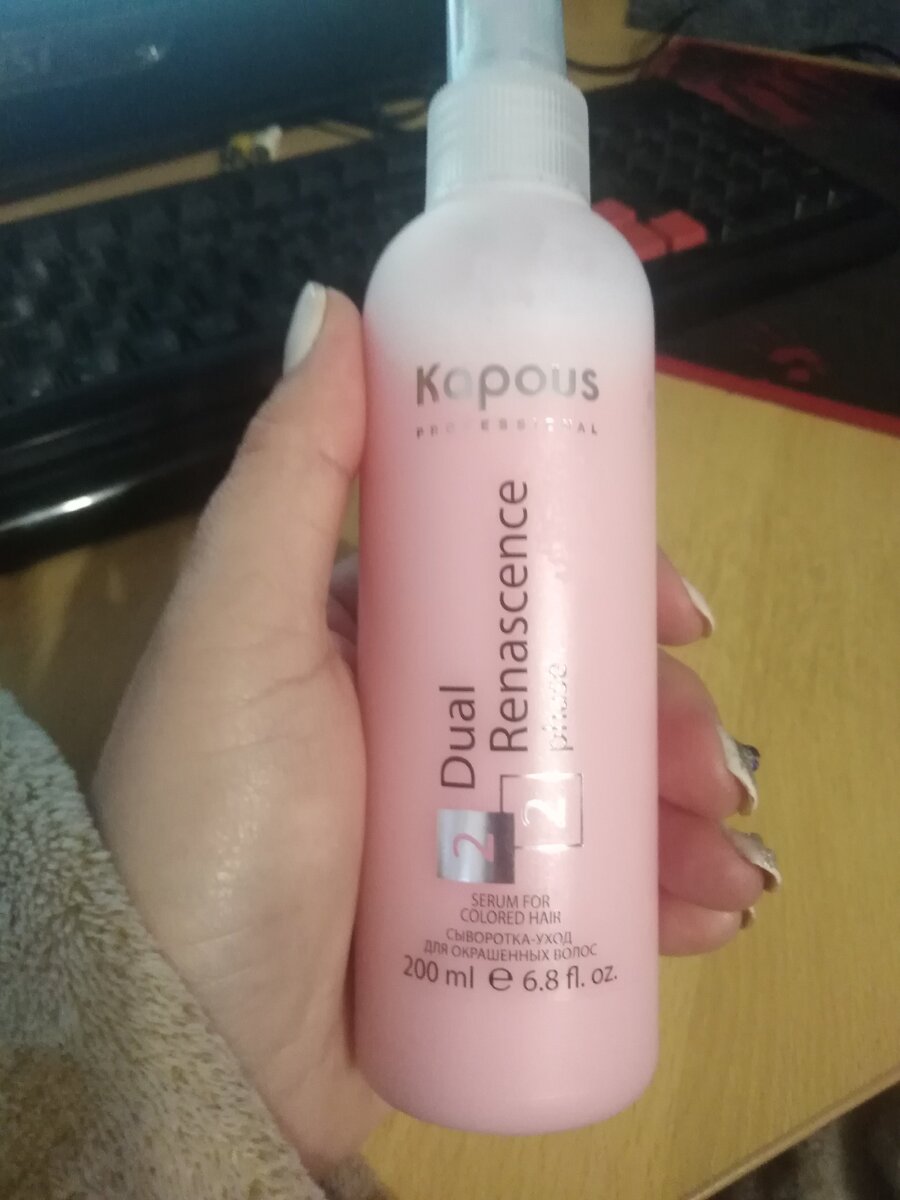 Kapous
PROFESSIONAL
Dual
Renascence
2
2
phase
SERUM FOR
COLORED HAIR
СЫВОРОТКА-УХОД
ДЛЯ ОКРАШЕННЫХ ВОЛОС
200 ml e 6.8 fl. oz.